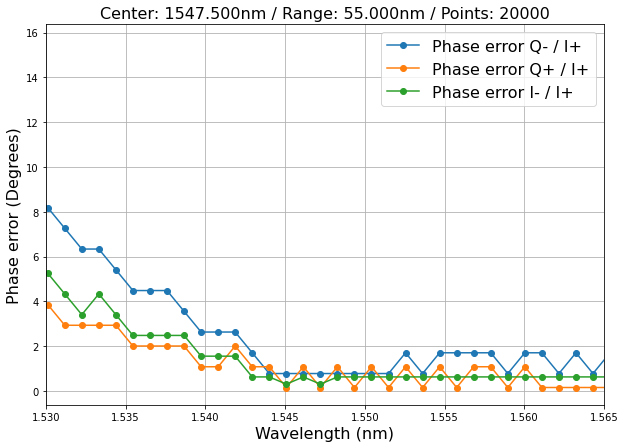 Center: 1547.500nm / Range: 55.000nm / Points: 20000
Phase error Q- / I+
Phase error Q+ / I+
Phase error I- / I+
Phase error (Degrees)
16
14
12
10
8
6
4
2
0
1.530 1.535 1.540 1.545 1.550 1.555 1.560 1.565
Wavelength (nm)